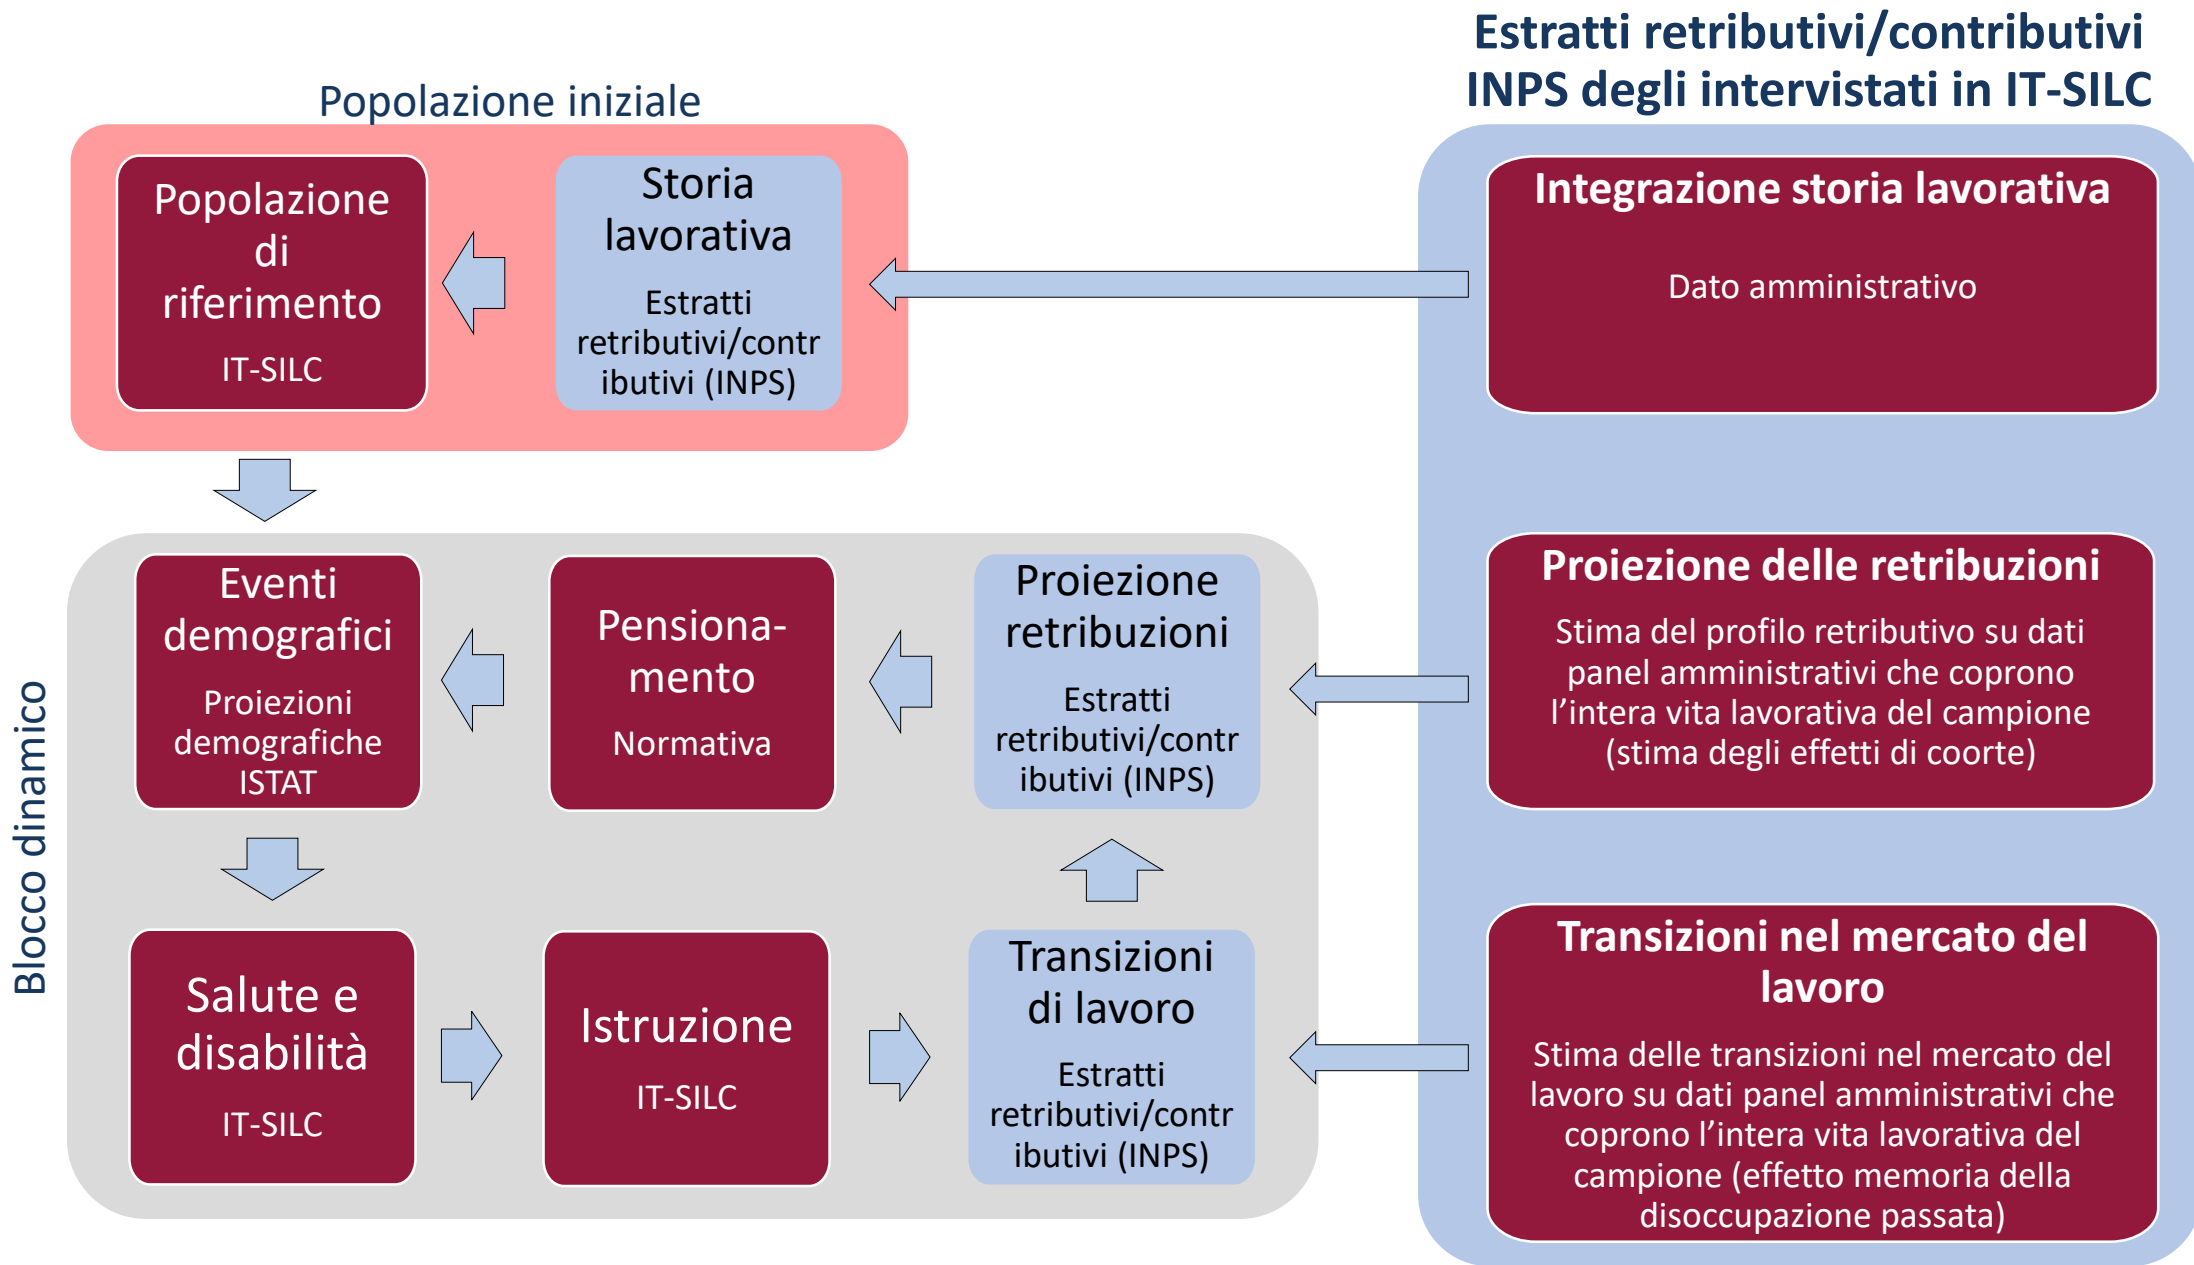 Estratti retributivi/contributivi
INPS degli intervistati in IT-SILC
Popolazione iniziale
Popolazione
di
riferimento
IT-SILC
Storia
lavorativa
Estratti
retributivi/contr
ibutivi (INPS)
Integrazione storia lavorativa
Dato amministrativo
Blocco dinamico
Eventi
demografici
Proiezioni
demografiche
ISTAT
Pensiona-
mento
Normativa
Proiezione
retribuzioni
Estratti
retributivi/contr
ibutivi (INPS)
Proiezione delle retribuzioni
Stima del profilo retributivo su dati
panel amministrativi che coprono
l’intera vita lavorativa del campione
(stima degli effetti di coorte)
Salute e
disabilità
IT-SILC
Istruzione
IT-SILC
Transizioni
di lavoro
Estratti
retributivi/contr
ibutivi (INPS)
Transizioni nel mercato del
lavoro
Stima delle transizioni nel mercato del
lavoro su dati panel amministrativi che
coprono l’intera vita lavorativa del
campione (effetto memoria della
disoccupazione passata)